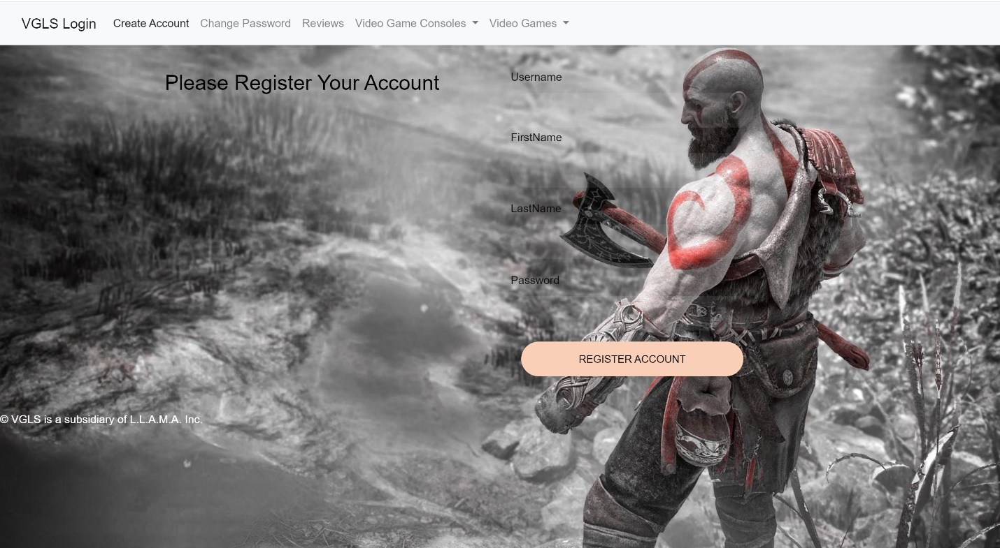 VGLS Login Create Account Change Password Reviews Video Game Consoles Video Games
Please Register Your Account
Username
FirstName
LastName
Password
REGISTER ACCOUNT
© VGLS is a subsidiary of L.L.A.M.A. Inc.